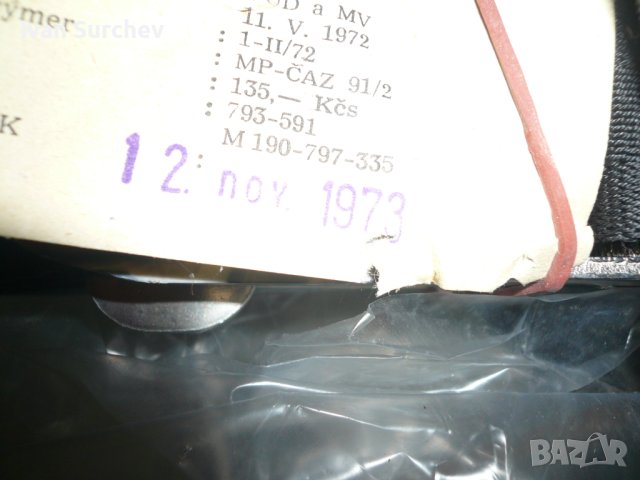 Ivan Surchev
OD a MV
: 11. V. 1972
: 1-II/72
: MP-ČAZ 91/2
: 135,— Kčs
: 793-591
: M 190-797-335
K
12. nov. 1973
BAZAR